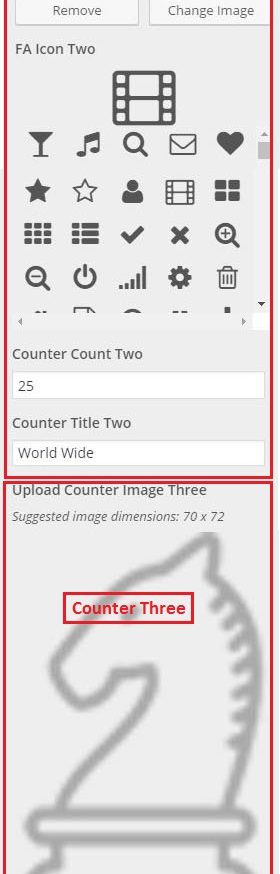 Remove Change Image
FA Icon Two
Counter Count Two
25
Counter Title Two
World Wide
Upload Counter Image Three
Suggested image dimensions: 70 x 72
Counter Three